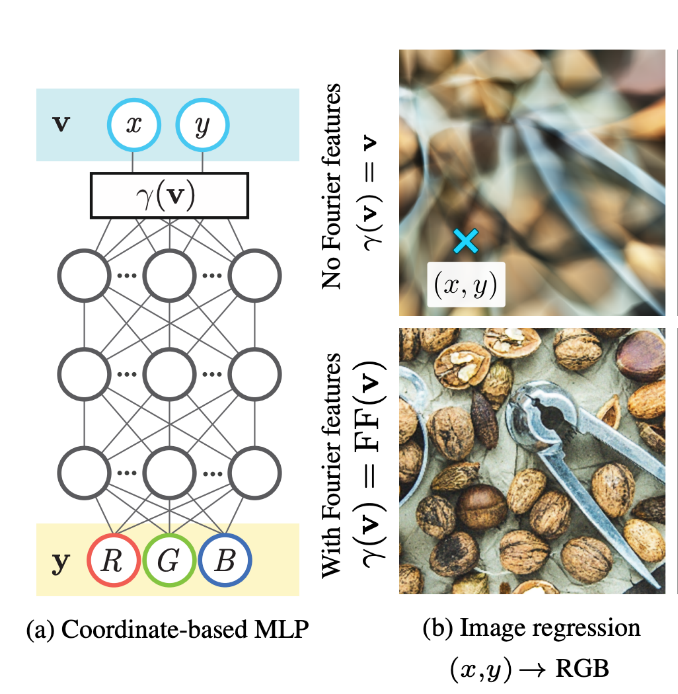 v
x
y
γ(v)
... ...
... ...
... ...
y
R
G
B
(a) Coordinate-based MLP
No Fourier features
γ(v) = v
(x, y)
With Fourier features
γ(v) = FF(v)
(b) Image regression
(x,y) → RGB